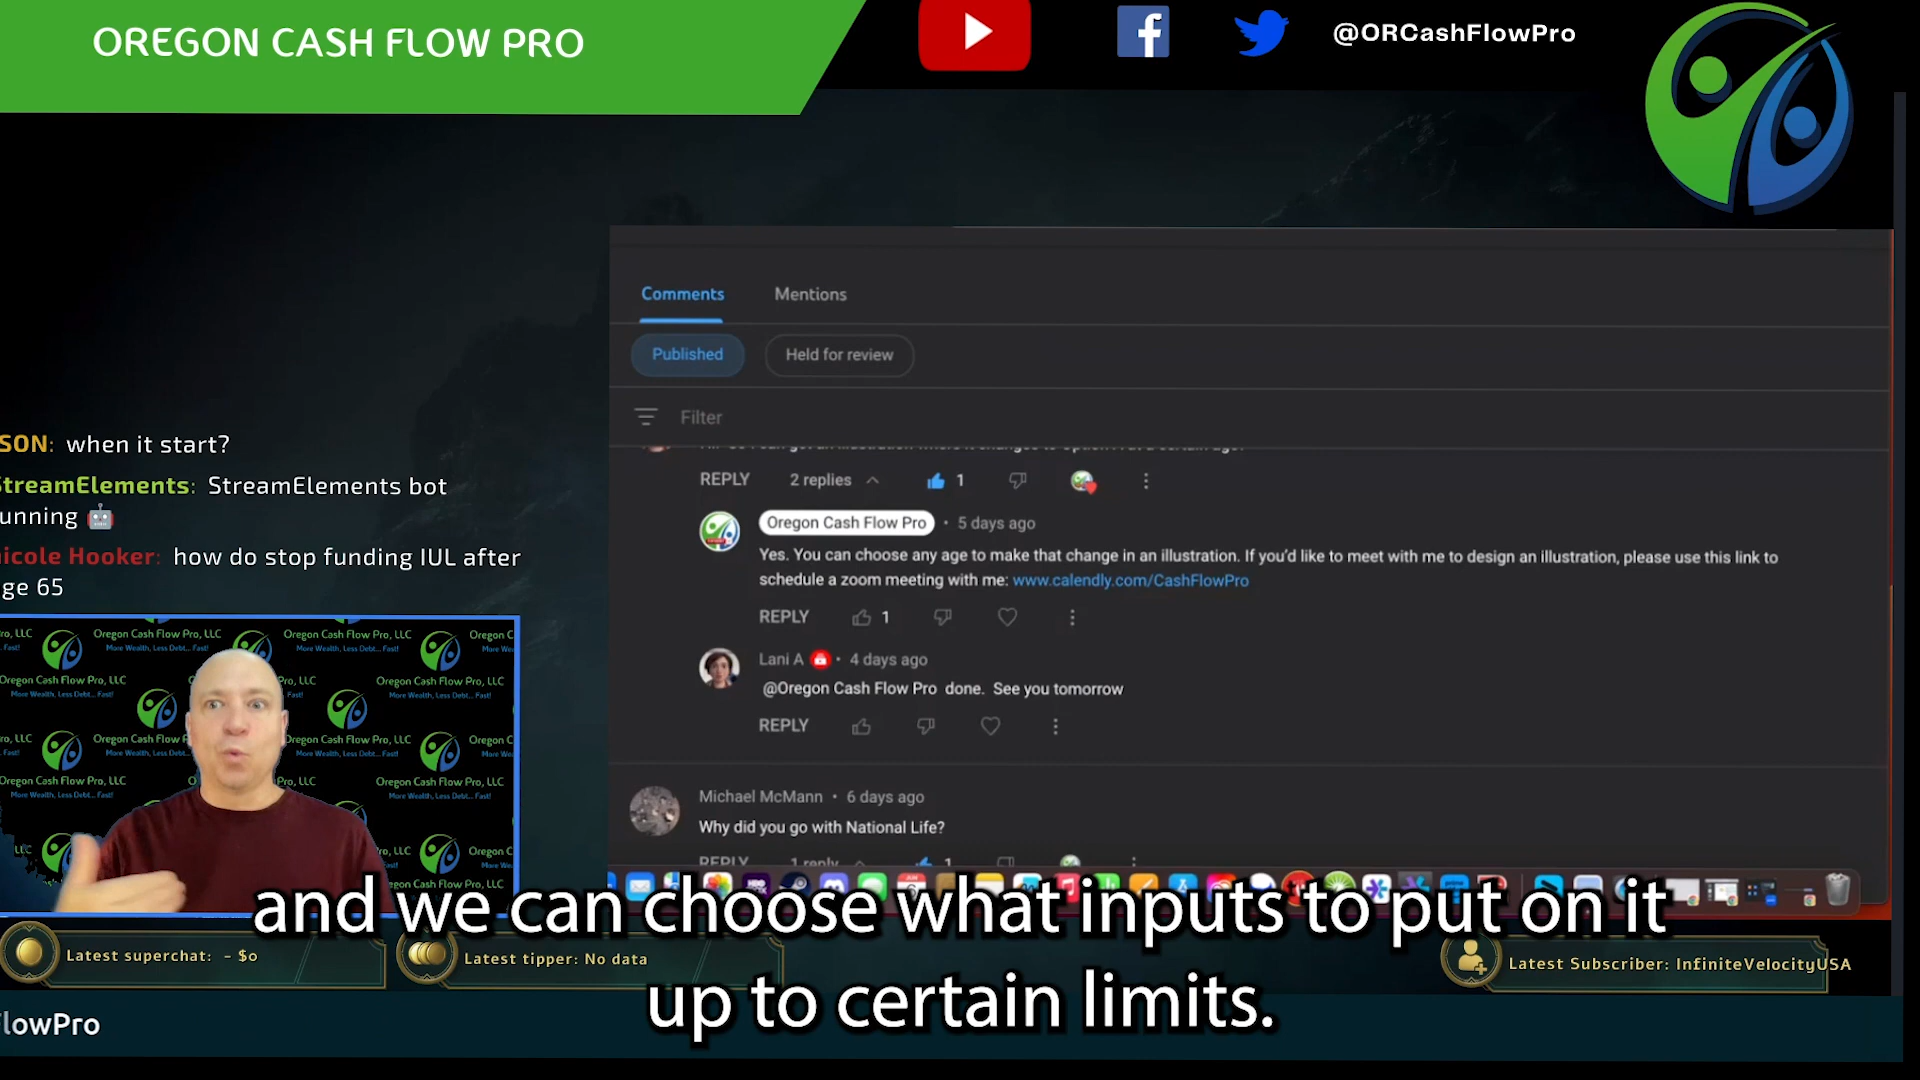 OREGON CASH FLOW PRO
@ORCashFlowPro
Comments
Mentions
Published
Held for review
Filter
SON: when it start?
StreamElements: StreamElements bot
unning
nicole Hooker: how do stop funding IUL after
ge 65
REPLY
2 replies
1
Oregon Cash Flow Pro • 5 days ago
Yes. You can choose any age to make that change in an illustration. If you'd like to meet with me to design an illustration, please use this link to
schedule a zoom meeting with me: www.calendly.com/CashFlowPro
REPLY
1
Lani A • 4 days ago
@Oregon Cash Flow Pro done. See you tomorrow
REPLY
Michael McMann • 6 days ago
Why did you go with National Life?
REPLY
1 reply
1
Oregon Cash Flow Pro, LLC
More Wealth, Less Debt... Fast!
and we can choose what inputs to put on it
up to certain limits.
Latest superchat: - $0
Latest tipper: No data
Latest Subscriber: InfiniteVelocityUSA
lowPro